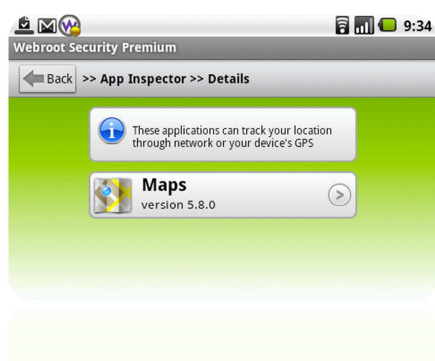 9:34
Webroot Security Premium
Back >> App Inspector >> Details
These applications can track your location
through network or your device's GPS
Maps
version 5.8.0